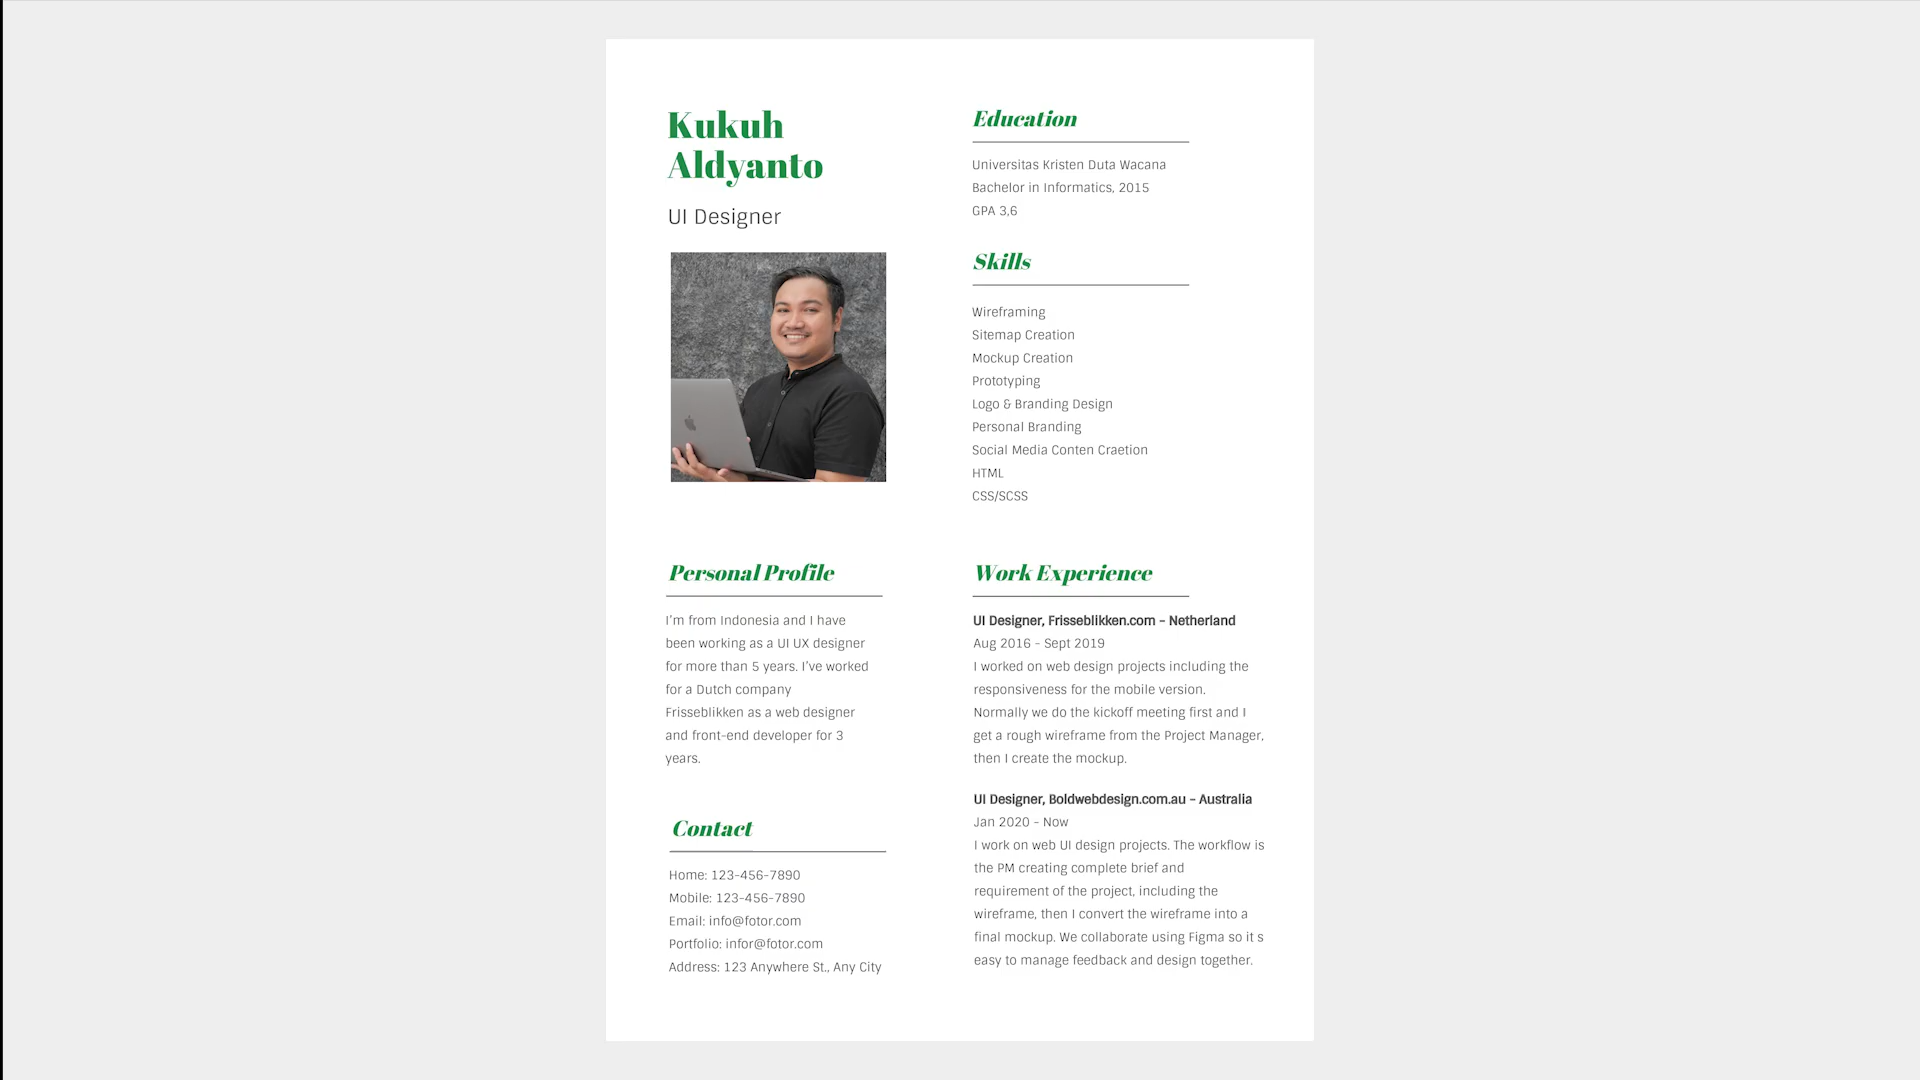 Kukuh
Aldyanto
UI Designer
Personal Profile
I'm from Indonesia and I have
been working as a UI UX designer
for more than 5 years. I've worked
for a Dutch company
Frisseblikken as a web designer
and front-end developer for 3
years.
Contact
Home: 123-456-7890
Mobile: 123-456-7890
Email: info@fotor.com
Portfolio: infor@fotor.com
Address: 123 Anywhere St., Any City
Education
Universitas Kristen Duta Wacana
Bachelor in Informatics, 2015
GPA 3,6
Skills
Wireframing
Sitemap Creation
Mockup Creation
Prototyping
Logo & Branding Design
Personal Branding
Social Media Conten Craetion
HTML
CSS/SCSS
Work Experience
UI Designer, Frisseblikken.com - Netherland
Aug 2016 - Sept 2019
I worked on web design projects including the
responsiveness for the mobile version.
Normally we do the kickoff meeting first and I
get a rough wireframe from the Project Manager,
then I create the mockup.
UI Designer, Boldwebdesign.com.au - Australia
Jan 2020 - Now
I work on web UI design projects. The workflow is
the PM creating complete brief and
requirement of the project, including the
wireframe, then I convert the wireframe into a
final mockup. We collaborate using Figma so it s
easy to manage feedback and design together.